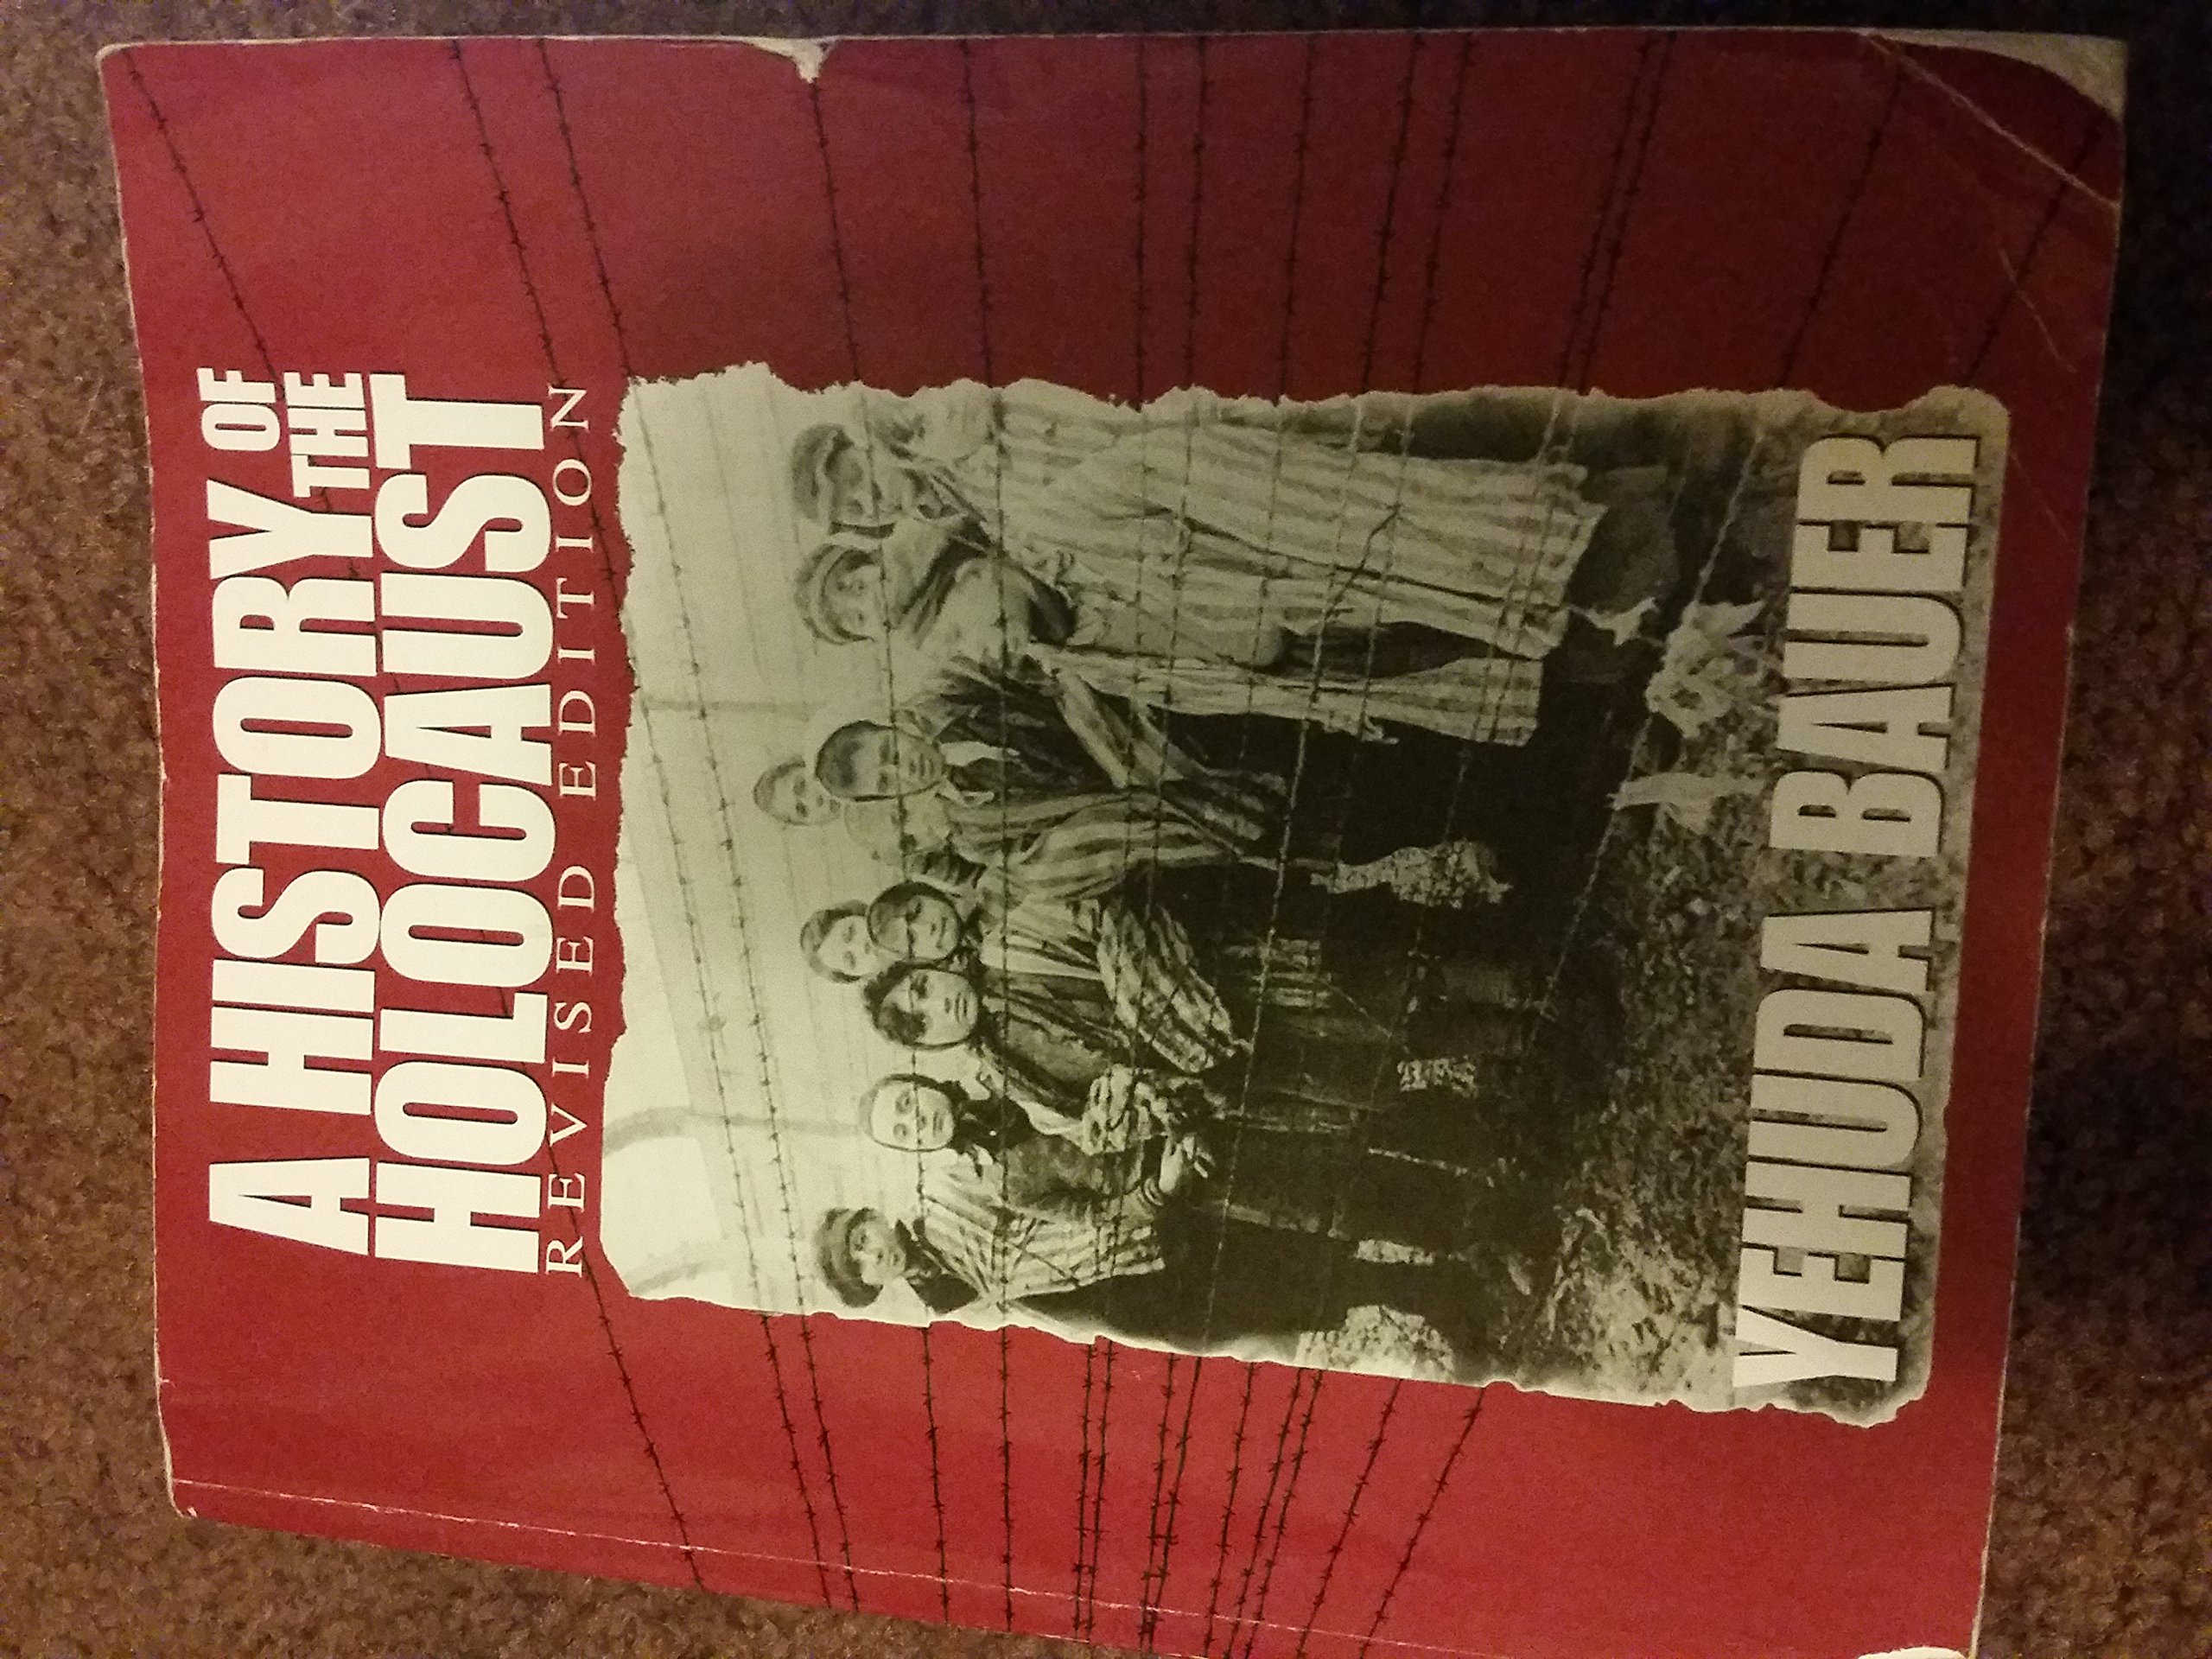 A HISTORY OF THE
HOLOCAUST
REVISED EDITION
YEHUDA BAUER